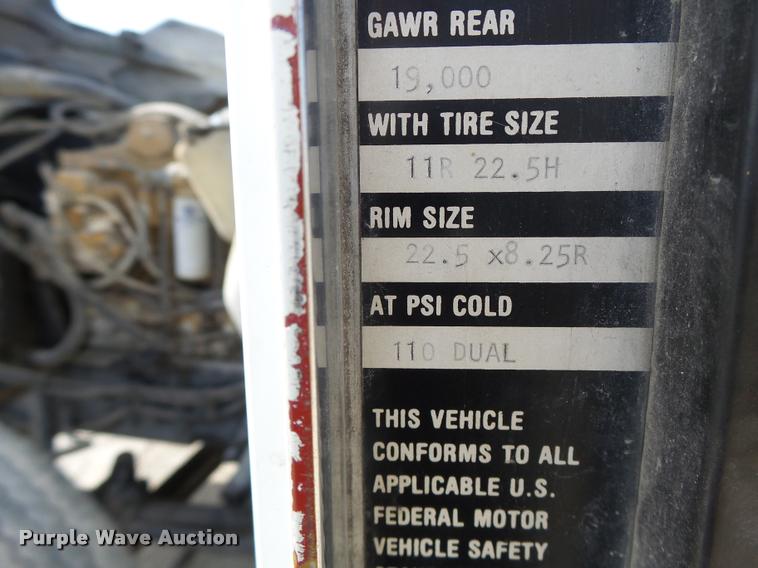 GAWR REAR
19,000
WITH TIRE SIZE
11R 22.5H
RIM SIZE
22.5 x8.25R
AT PSI COLD
110 DUAL
THIS VEHICLE
CONFORMS TO ALL
APPLICABLE U.S.
FEDERAL MOTOR
VEHICLE SAFETY
Purple Wave Auction